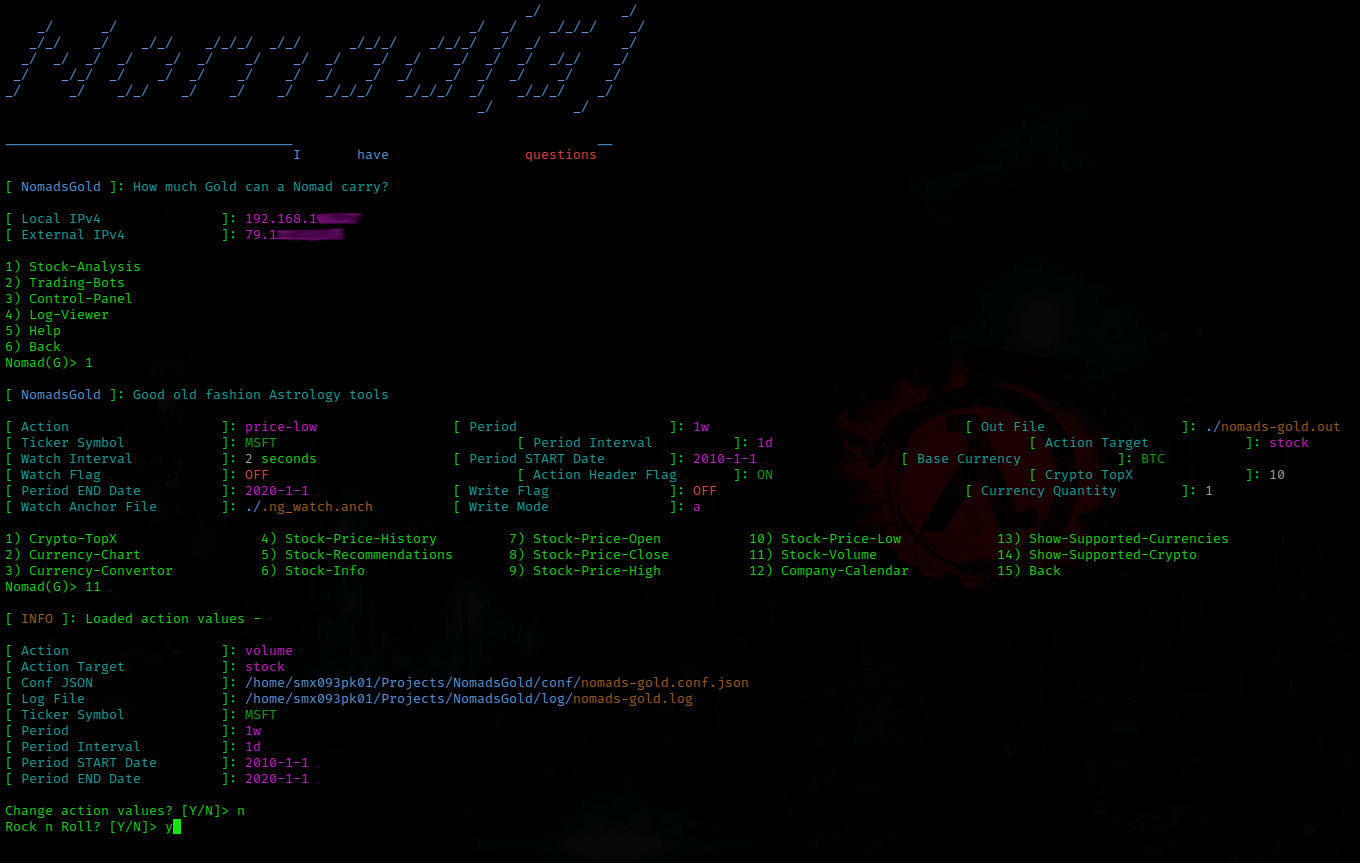 Nomad(G)
I have questions
[ NomadsGold ]: How much Gold can a Nomad carry?
[ Local IPv4 ]: 192.168.1
[ External IPv4 ]: 79.1
1) Stock-Analysis
2) Trading-Bots
3) Control-Panel
4) Log-Viewer
5) Help
6) Back
Nomad(G)> 1
[ NomadsGold ]: Good old fashion Astrology tools
[ Action ]: price-low [ Period ]: 1w [ Out File ]: ./nomads-gold.out
[ Ticker Symbol ]: MSFT [ Period Interval ]: 1d [ Action Target ]: stock
[ Watch Interval ]: 2 seconds [ Period START Date ]: 2010-1-1 [ Base Currency ]: BTC
[ Watch Flag ]: OFF [ Action Header Flag ]: ON [ Crypto TopX ]: 10
[ Period END Date ]: 2020-1-1 [ Write Flag ]: OFF [ Currency Quantity ]: 1
[ Watch Anchor File ]: ./.ng_watch.anch [ Write Mode ]: a
1) Crypto-TopX 4) Stock-Price-History 7) Stock-Price-Open 10) Stock-Price-Low 13) Show-Supported-Currencies
2) Currency-Chart 5) Stock-Recommendations 8) Stock-Price-Close 11) Stock-Volume 14) Show-Supported-Crypto
3) Currency-Convertor 6) Stock-Info 9) Stock-Price-High 12) Company-Calendar 15) Back
Nomad(G)> 11
[ INFO ]: Loaded action values -
[ Action ]: volume
[ Action Target ]: stock
[ Conf JSON ]: /home/smx093pk01/Projects/NomadsGold/conf/nomads-gold.conf.json
[ Log File ]: /home/smx093pk01/Projects/NomadsGold/log/nomads-gold.log
[ Ticker Symbol ]: MSFT
[ Period ]: 1w
[ Period Interval ]: 1d
[ Period START Date ]: 2010-1-1
[ Period END Date ]: 2020-1-1
Change action values? [Y/N]> n
Rock n Roll? [Y/N]> y